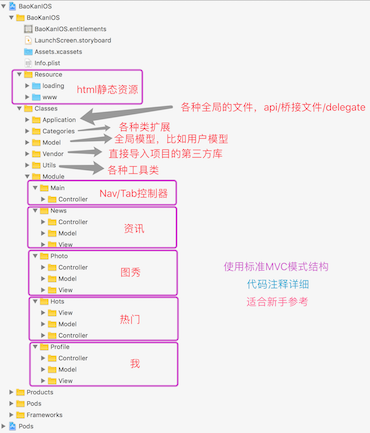 BaoKanIOS
BaoKanIOS
BaoKanIOS.entitlements
LaunchScreen.storyboard
Assets.xcassets
Info.plist
Resource
loading
www
html静态资源
Classes
Application
各种全局的文件，api/桥接文件/delegate
Categories
各种类扩展
Model
全局模型，比如用户模型
Vendor
直接导入项目的第三方库
Utils
各种工具类
Module
Main
Controller
Nav/Tab控制器
News
Controller
Model
View
资讯
Photo
Controller
Model
View
图秀
使用标准MVC模式结构
代码注释详细
适合新手参考
Hots
View
Model
Controller
热门
Profile
Controller
Model
View
我
Products
Pods
Frameworks
Pods